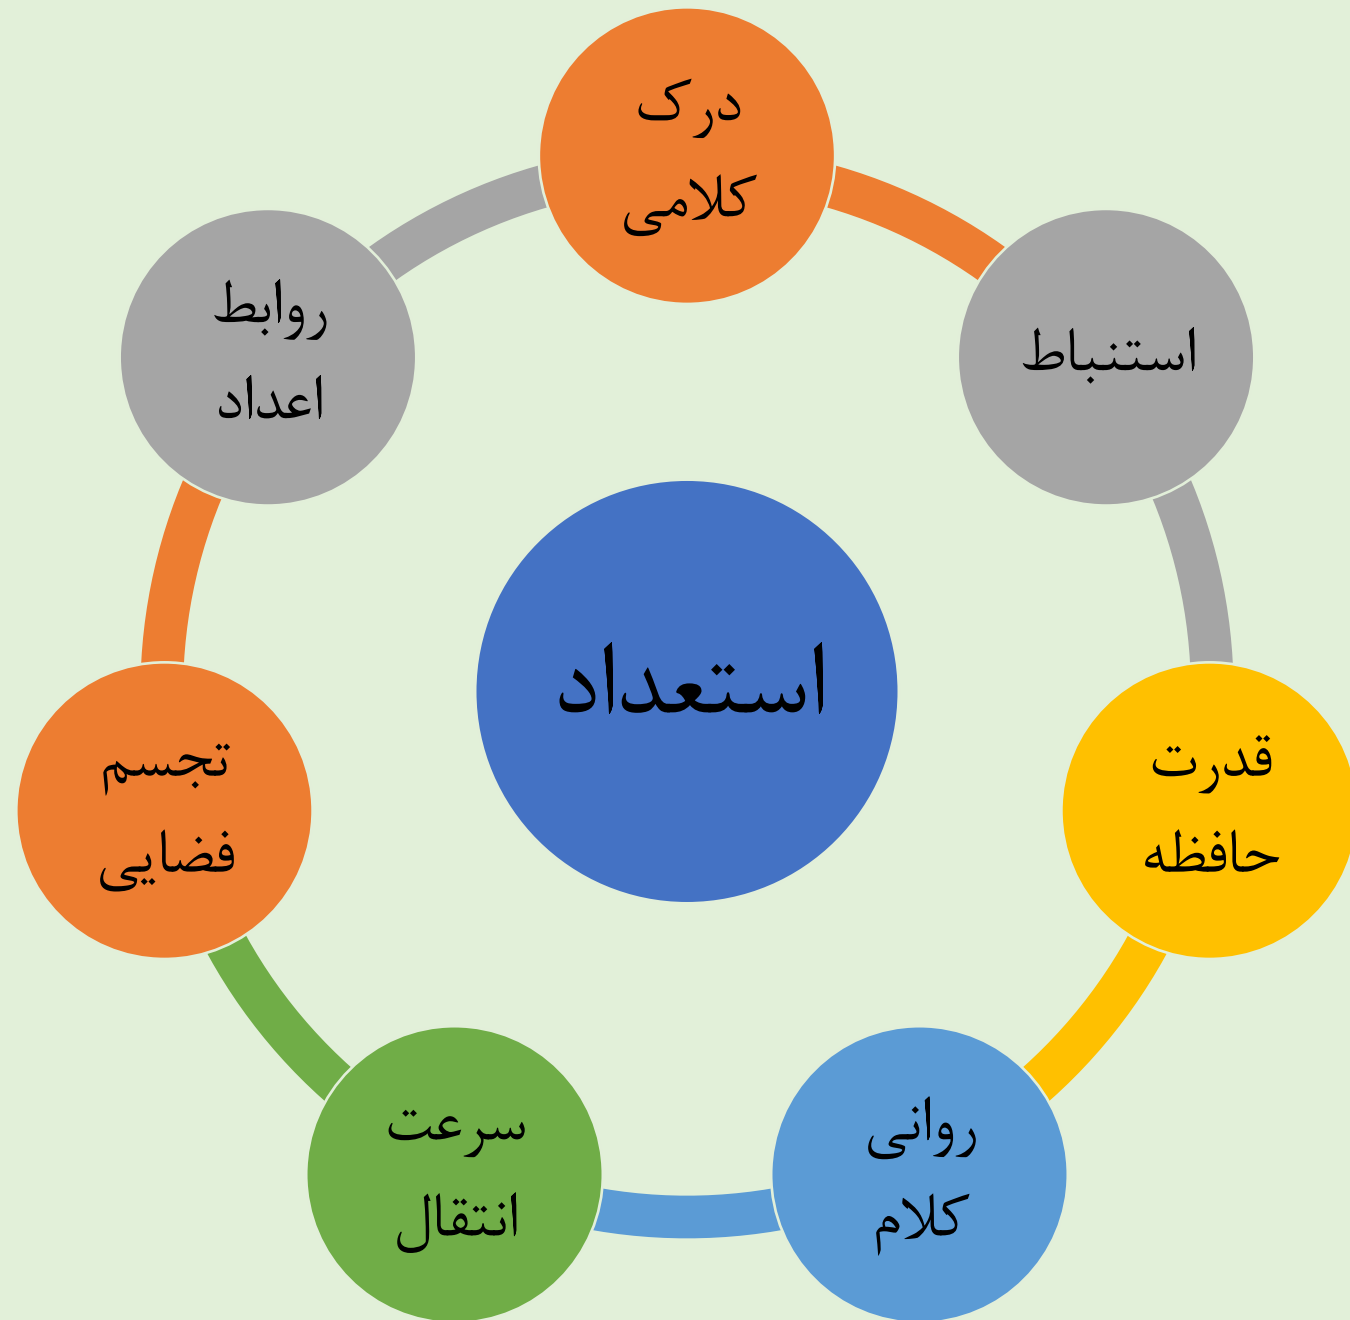 درک
کلامی
استنباط
قدرت
حافظه
روانی
کلام
سرعت
انتقال
تجسم
فضایی
روابط
اعداد
استعداد